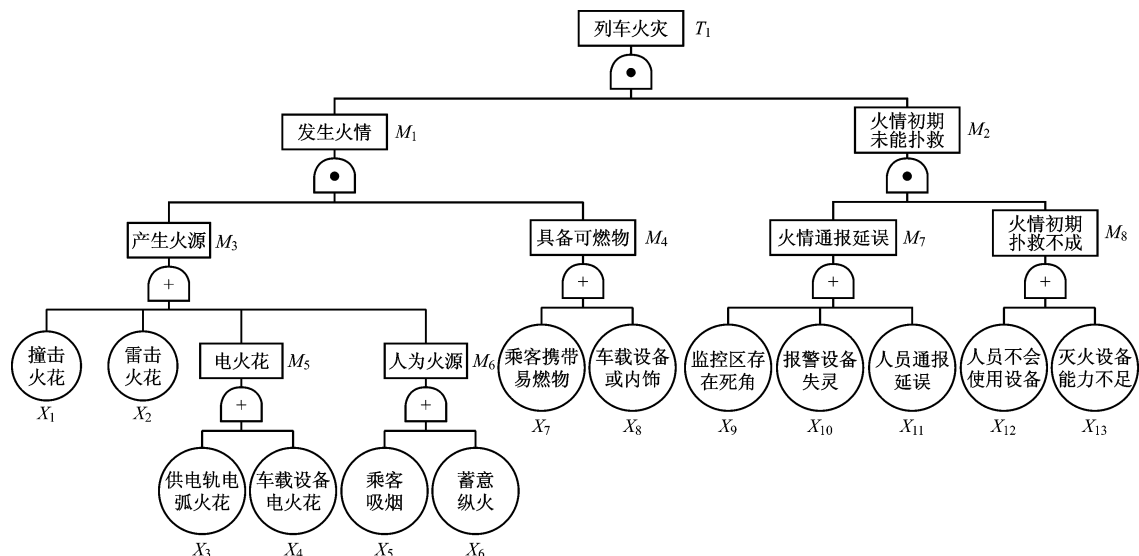 列车火灾 T1
发生火情 M1
火情初期
未能扑救 M2
产生火源 M3
具备可燃物 M4
火情通报延误 M7
火情初期
扑救不成 M8
+
+
+
+
撞击
火花
X1
雷击
火花
X2
电火花 M5
人为火源 M6
乘客携带
易燃物
X7
车载设备
或内饰
X8
监控区存
在死角
X9
报警设备
失灵
X10
人员通报
延误
X11
人员不会
使用设备
X12
灭火设备
能力不足
X13
+
+
供电轨电
弧火花
X3
车载设备
电火花
X4
乘客
吸烟
X5
蓄意
纵火
X6